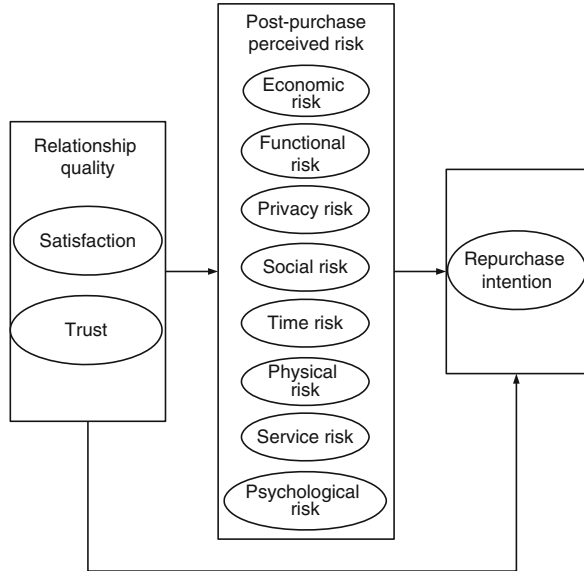 Post-purchase
perceived risk
Economic
risk
Functional
risk
Privacy risk
Social risk
Time risk
Physical
risk
Service risk
Psychological
risk
Relationship
quality
Satisfaction
Trust
Repurchase
intention